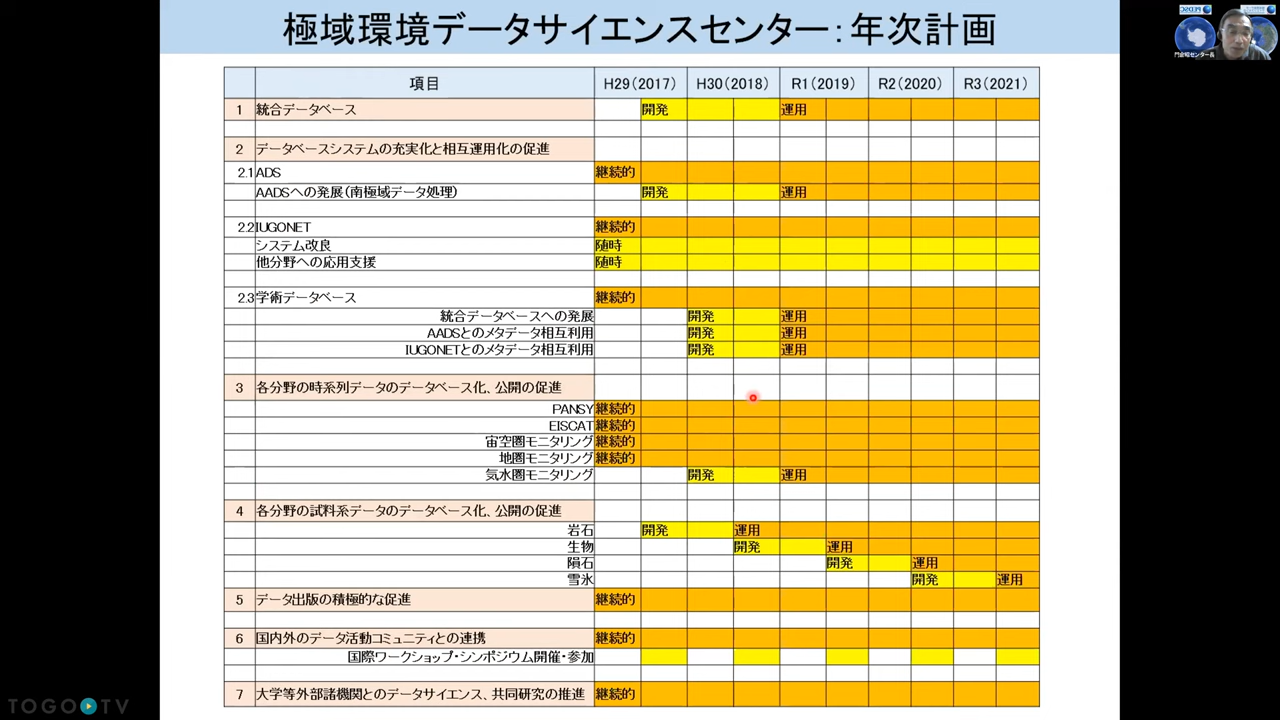 極域環境データサイエンスセンター：年次計画
項目 H29(2017) H30(2018) R1(2019) R2(2020) R3(2021)
1 統合データベース 開発 運用
2 データベースシステムの充実化と相互運用化の促進
2.1 ADS 継続的
AADSへの発展(南極域データ処理) 開発 運用
2.2 IUGONET 継続的
システム改良 随時
他分野への応用支援 随時
2.3 学術データベース 継続的
統合データベースへの発展 開発 運用
AADSとのメタデータ相互利用 開発 運用
IUGONETとのメタデータ相互利用 開発 運用
3 各分野の時系列データのデータベース化、公開の促進
PANSY 継続的
EISCAT 継続的
宙空圏モニタリング 継続的
地圏モニタリング 継続的
気水圏モニタリング 開発 運用
4 各分野の試料系データのデータベース化、公開の促進
岩石 開発 運用
生物 開発 運用
隕石 開発 運用
雪氷 開発 運用
5 データ出版の積極的な促進 継続的
6 国内外のデータ活動コミュニティとの連携 継続的
国際ワークショップ・シンポジウム開催・参加
7 大学等外部諸機関とのデータサイエンス、共同研究の推進 継続的
TOGO TV